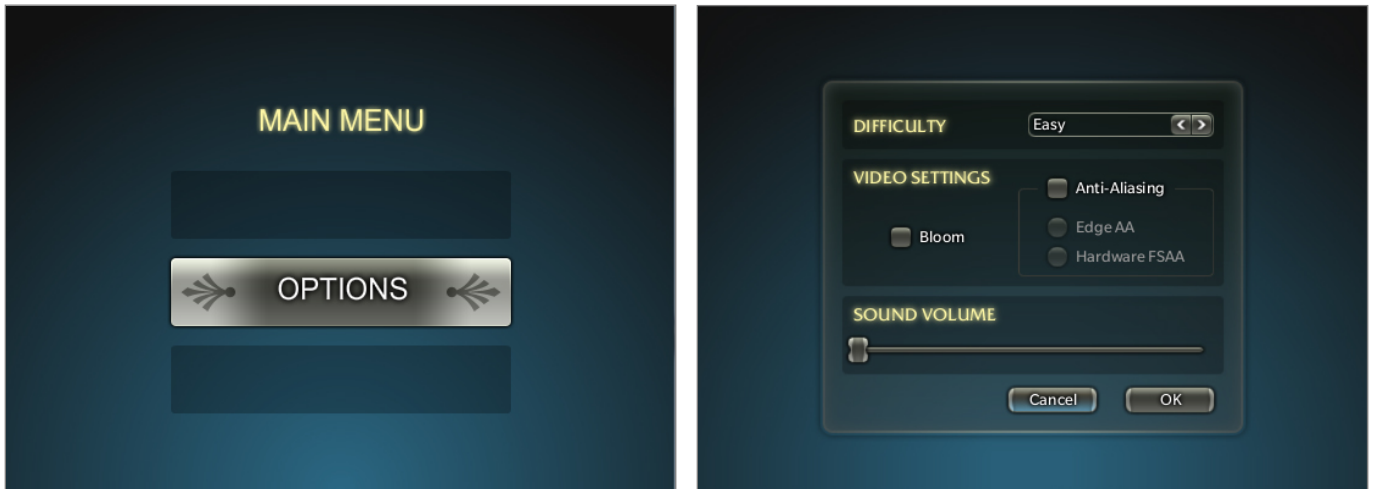 MAIN MENU
OPTIONS
DIFFICULTY
Easy
VIDEO SETTINGS
Anti-Aliasing
Bloom
Edge AA
Hardware FSAA
SOUND VOLUME
Cancel
OK